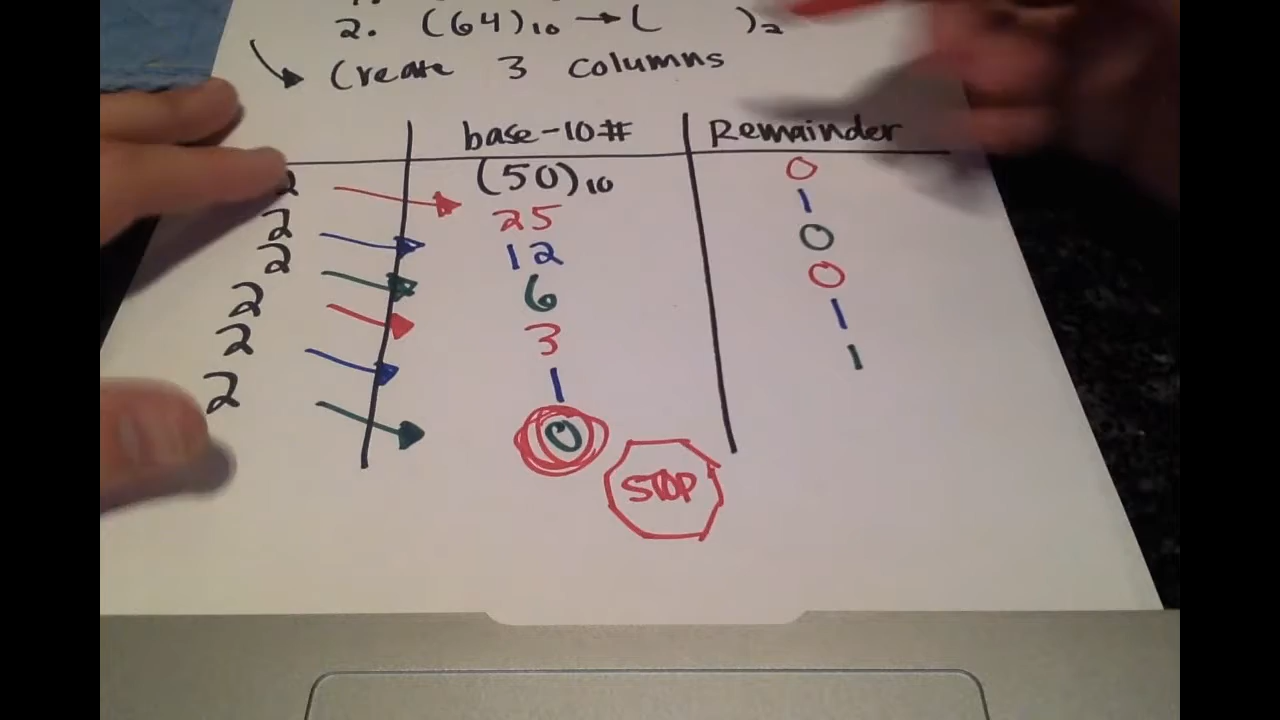 2. (64)10 → ( )2
Create 3 columns
base-10# Remainder
2 (50)10 0
2 25 1
2 12 0
2 6 0
2 3 1
2 1 1
0
STOP